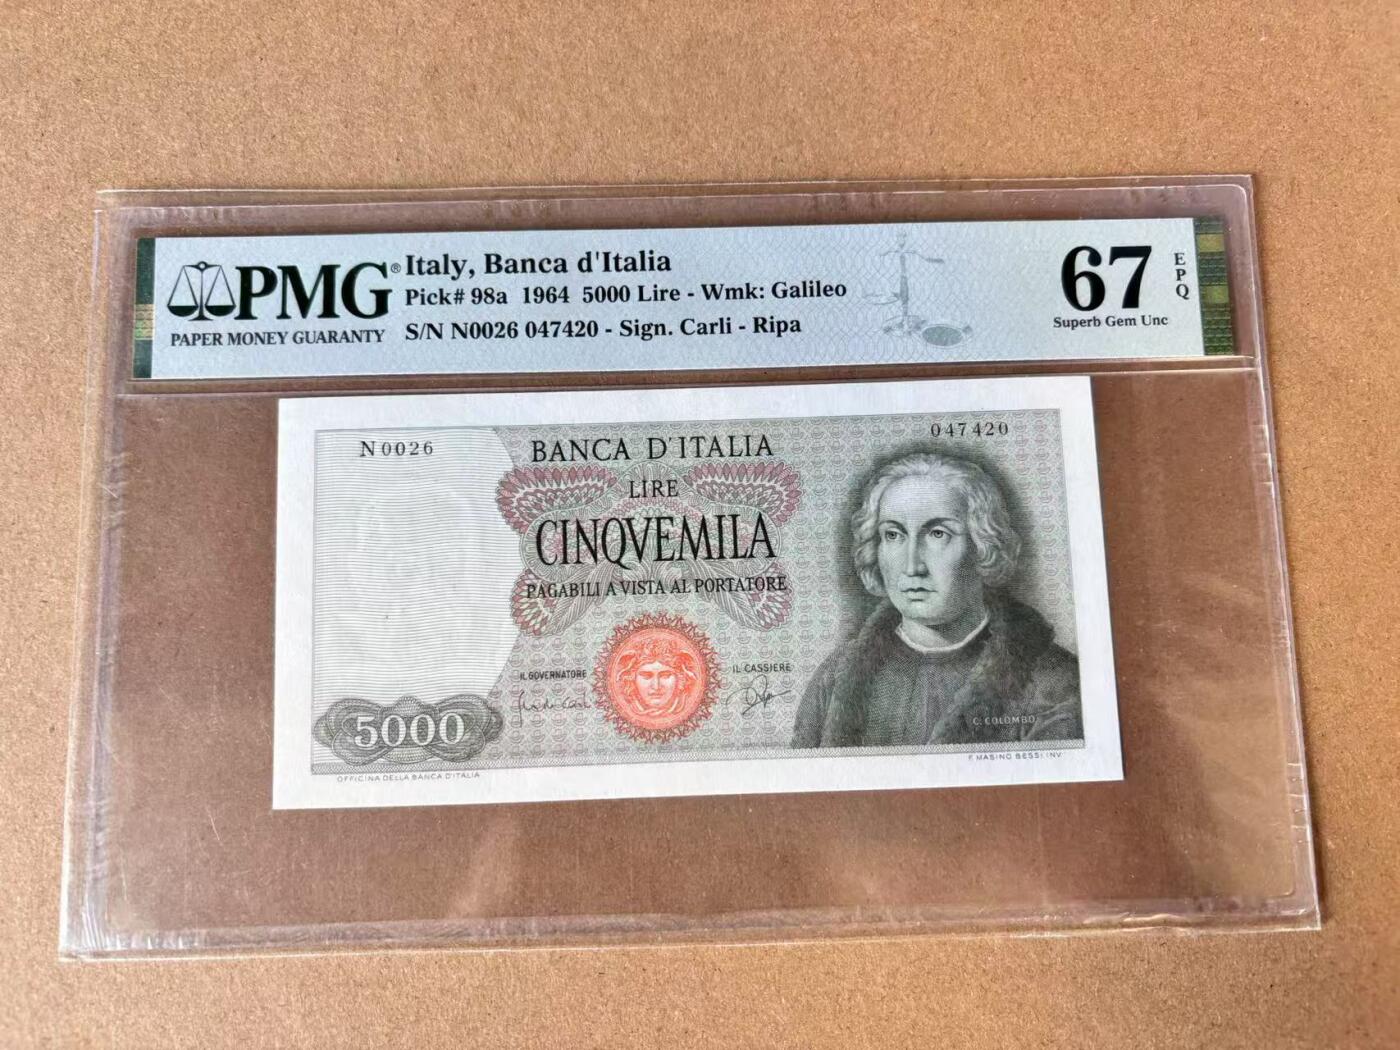 PMG®
PAPER MONEY GUARANTY
Italy, Banca d'Italia
Pick# 98a 1964 5000 Lire - Wmk: Galileo
S/N N0026 047420 - Sign. Carli - Ripa
67
EPQ
Superb Gem Unc
N0026
047420
BANCA D'ITALIA
LIRE
CINQVEMILA
PAGABILI A VISTA AL PORTATORE
IL GOVERNATORE
IL CASSIERE
5000
C. COLOMBO
OFFICINA DELLA BANCA D'ITALIA
F. MASINO BESSI, INV.